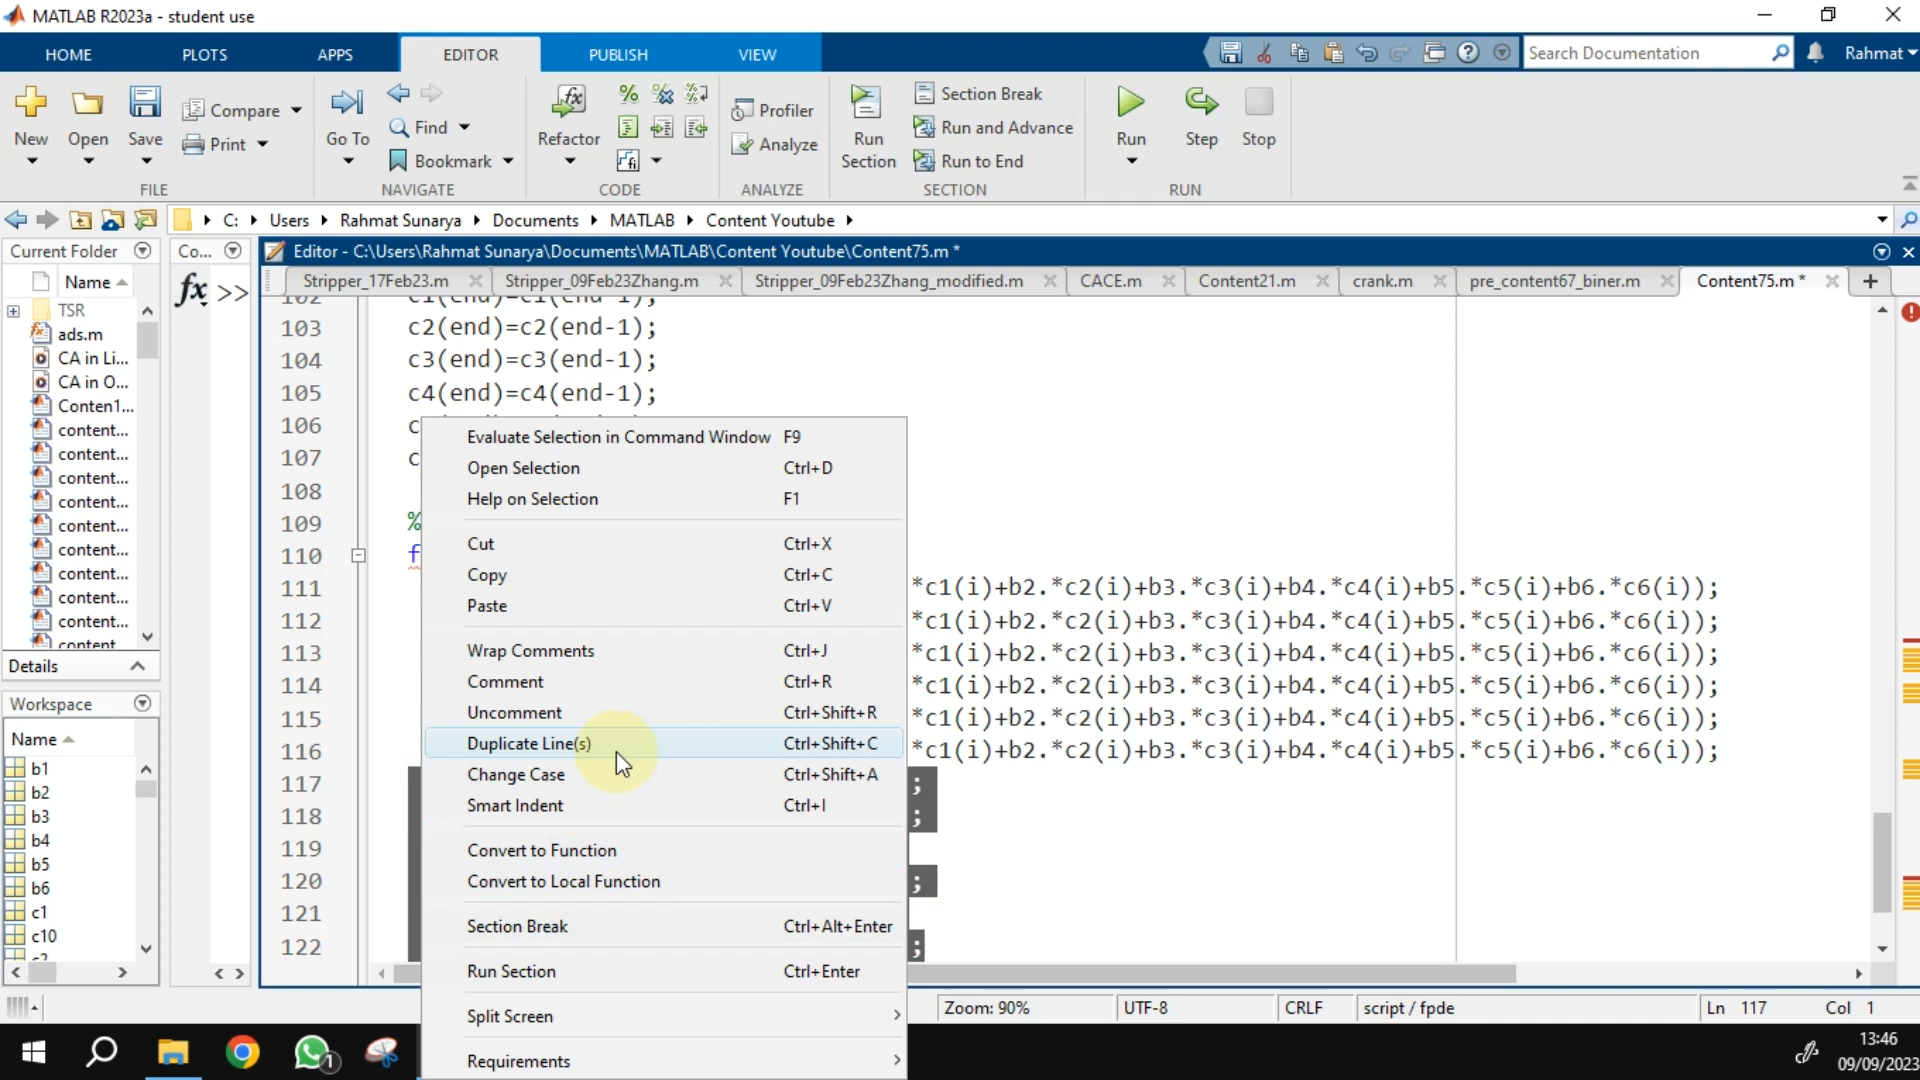 MATLAB R2023a - student use
HOME PLOTS APPS EDITOR PUBLISH VIEW Search Documentation Rahmat
New Open Save Compare Print
Go To Find Bookmark
Refactor
Profiler Analyze
Run Section Section Break Run and Advance Run to End
Run Step Stop
FILE NAVIGATE CODE ANALYZE SECTION RUN
C: Users Rahmat Sunarya Documents MATLAB Content Youtube
Current Folder Co... Editor - C:\Users\Rahmat Sunarya\Documents\MATLAB\Content Youtube\Content75.m *
Stripper_17Feb23.m Stripper_09Feb23Zhang.m Stripper_09Feb23Zhang_modified.m CACE.m Content21.m crank.m pre_content67_biner.m Content75.m *
Name
TSR
ads.m
CA in Li...
CA in O...
Conten1...
content...
content...
content...
content...
content...
content...
content...
content...
content...
Details
Workspace
Name
b1
b2
b3
b4
b5
b6
c1
c10
fx >>
103 c2(end)=c2(end-1);
104 c3(end)=c3(end-1);
105 c4(end)=c4(end-1);
106 c
107 c
108
109 %
110 f
111 *c1(i)+b2.*c2(i)+b3.*c3(i)+b4.*c4(i)+b5.*c5(i)+b6.*c6(i));
112 *c1(i)+b2.*c2(i)+b3.*c3(i)+b4.*c4(i)+b5.*c5(i)+b6.*c6(i));
113 *c1(i)+b2.*c2(i)+b3.*c3(i)+b4.*c4(i)+b5.*c5(i)+b6.*c6(i));
114 *c1(i)+b2.*c2(i)+b3.*c3(i)+b4.*c4(i)+b5.*c5(i)+b6.*c6(i));
115 *c1(i)+b2.*c2(i)+b3.*c3(i)+b4.*c4(i)+b5.*c5(i)+b6.*c6(i));
116 *c1(i)+b2.*c2(i)+b3.*c3(i)+b4.*c4(i)+b5.*c5(i)+b6.*c6(i));
117 ;
118 ;
119
120 ;
121
122 ;
Evaluate Selection in Command Window F9
Open Selection Ctrl+D
Help on Selection F1
Cut Ctrl+X
Copy Ctrl+C
Paste Ctrl+V
Wrap Comments Ctrl+J
Comment Ctrl+R
Uncomment Ctrl+Shift+R
Duplicate Line(s) Ctrl+Shift+C
Change Case Ctrl+Shift+A
Smart Indent Ctrl+I
Convert to Function
Convert to Local Function
Section Break Ctrl+Alt+Enter
Run Section Ctrl+Enter
Split Screen
Requirements
Zoom: 90% UTF-8 CRLF script / fpde Ln 117 Col 1
1
13:46
09/09/2023